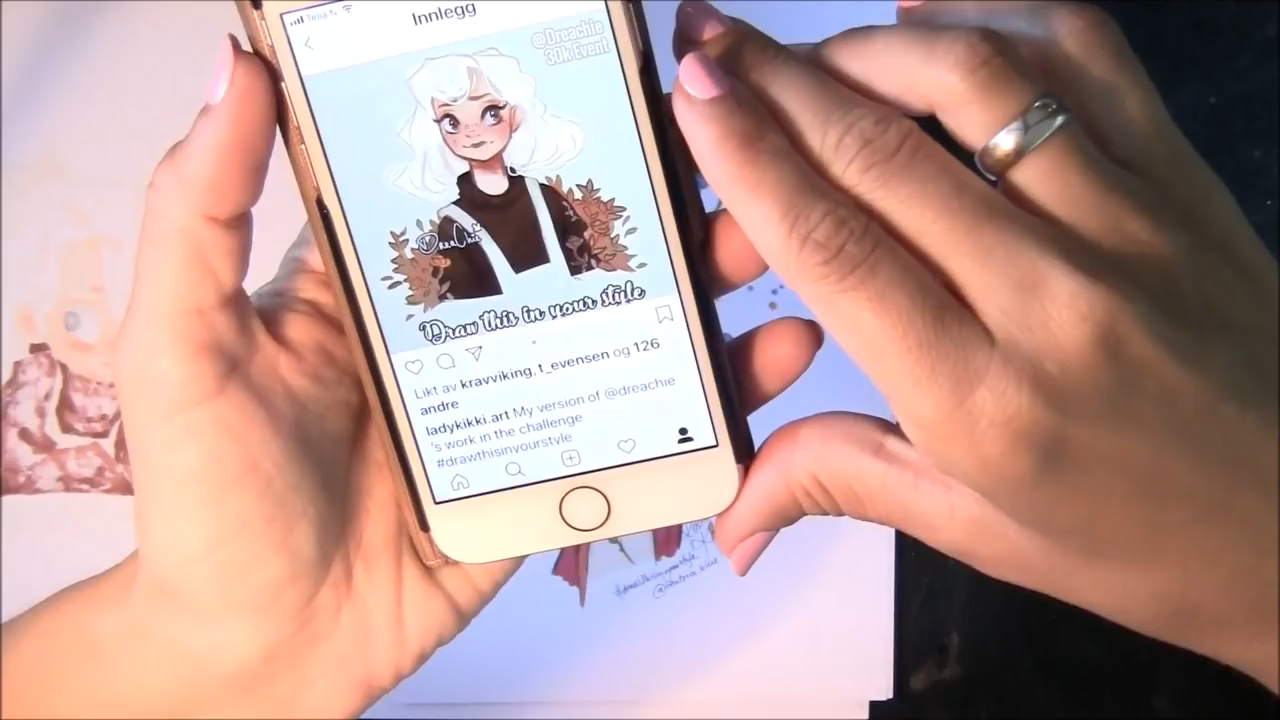 Telia
Innlegg
@Dreachie
30k Event
DreaChie
Draw this in your style
Likt av kravviking, t_evensen og 126
andre
ladykikki.art My version of @dreachie
's work in the challenge
#drawthisinyourstyle